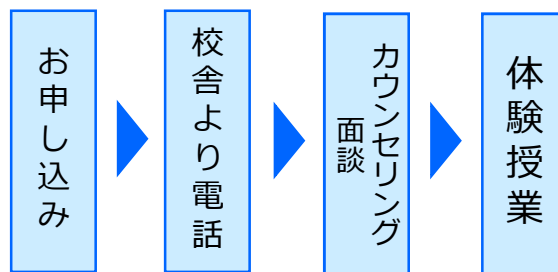 お申し込み
校舎より電話
カウンセリング
面談
体験授業